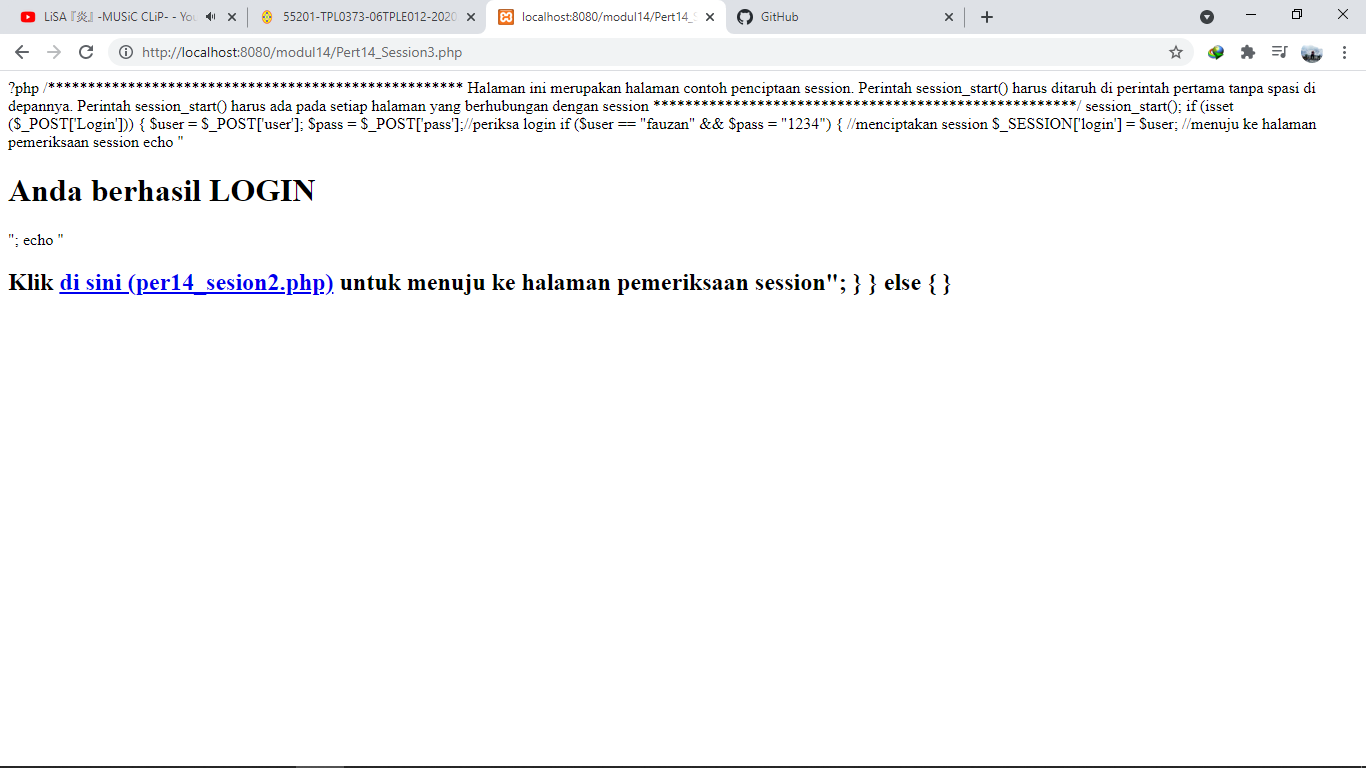 LiSA『炎』-MUSiC CLiP- - You
55201-TPL0373-06TPLE012-2020
localhost:8080/modul14/Pert14_S
GitHub
http://localhost:8080/modul14/Pert14_Session3.php
?php /**************************************************** Halaman ini merupakan halaman contoh penciptaan session. Perintah session_start() harus ditaruh di perintah pertama tanpa spasi di
depannya. Perintah session_start() harus ada pada setiap halaman yang berhubungan dengan session *****************************************************/ session_start(); if (isset
($_POST['Login'])) { $user = $_POST['user']; $pass = $_POST['pass'];//periksa login if ($user == "fauzan" && $pass = "1234") { //menciptakan session $_SESSION['login'] = $user; //menuju ke halaman
pemeriksaan session echo "
Anda berhasil LOGIN
"; echo "
Klik di sini (per14_sesion2.php) untuk menuju ke halaman pemeriksaan session"; } } else { }